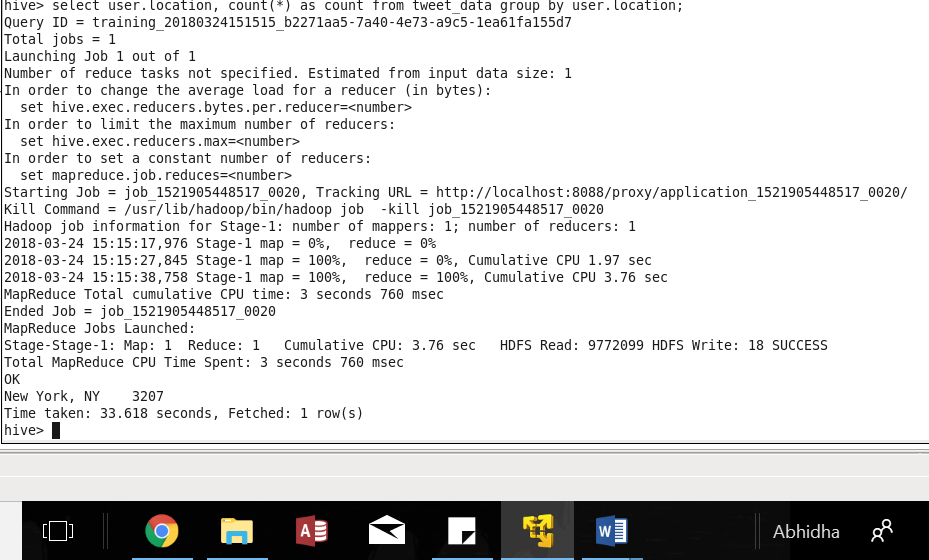 hive> select user.location, count(*) as count from tweet_data group by user.location;
Query ID = training_20180324151515_b2271aa5-7a40-4e73-a9c5-1ea61fa155d7
Total jobs = 1
Launching Job 1 out of 1
Number of reduce tasks not specified. Estimated from input data size: 1
In order to change the average load for a reducer (in bytes):
  set hive.exec.reducers.bytes.per.reducer=<number>
In order to limit the maximum number of reducers:
  set hive.exec.reducers.max=<number>
In order to set a constant number of reducers:
  set mapreduce.job.reduces=<number>
Starting Job = job_1521905448517_0020, Tracking URL = http://localhost:8088/proxy/application_1521905448517_0020/
Kill Command = /usr/lib/hadoop/bin/hadoop job  -kill job_1521905448517_0020
Hadoop job information for Stage-1: number of mappers: 1; number of reducers: 1
2018-03-24 15:15:17,976 Stage-1 map = 0%,  reduce = 0%
2018-03-24 15:15:27,845 Stage-1 map = 100%,  reduce = 0%, Cumulative CPU 1.97 sec
2018-03-24 15:15:38,758 Stage-1 map = 100%,  reduce = 100%, Cumulative CPU 3.76 sec
MapReduce Total cumulative CPU time: 3 seconds 760 msec
Ended Job = job_1521905448517_0020
MapReduce Jobs Launched:
Stage-Stage-1: Map: 1  Reduce: 1   Cumulative CPU: 3.76 sec   HDFS Read: 9772099 HDFS Write: 18 SUCCESS
Total MapReduce CPU Time Spent: 3 seconds 760 msec
OK
New York, NY    3207
Time taken: 33.618 seconds, Fetched: 1 row(s)
hive>
Abhidha